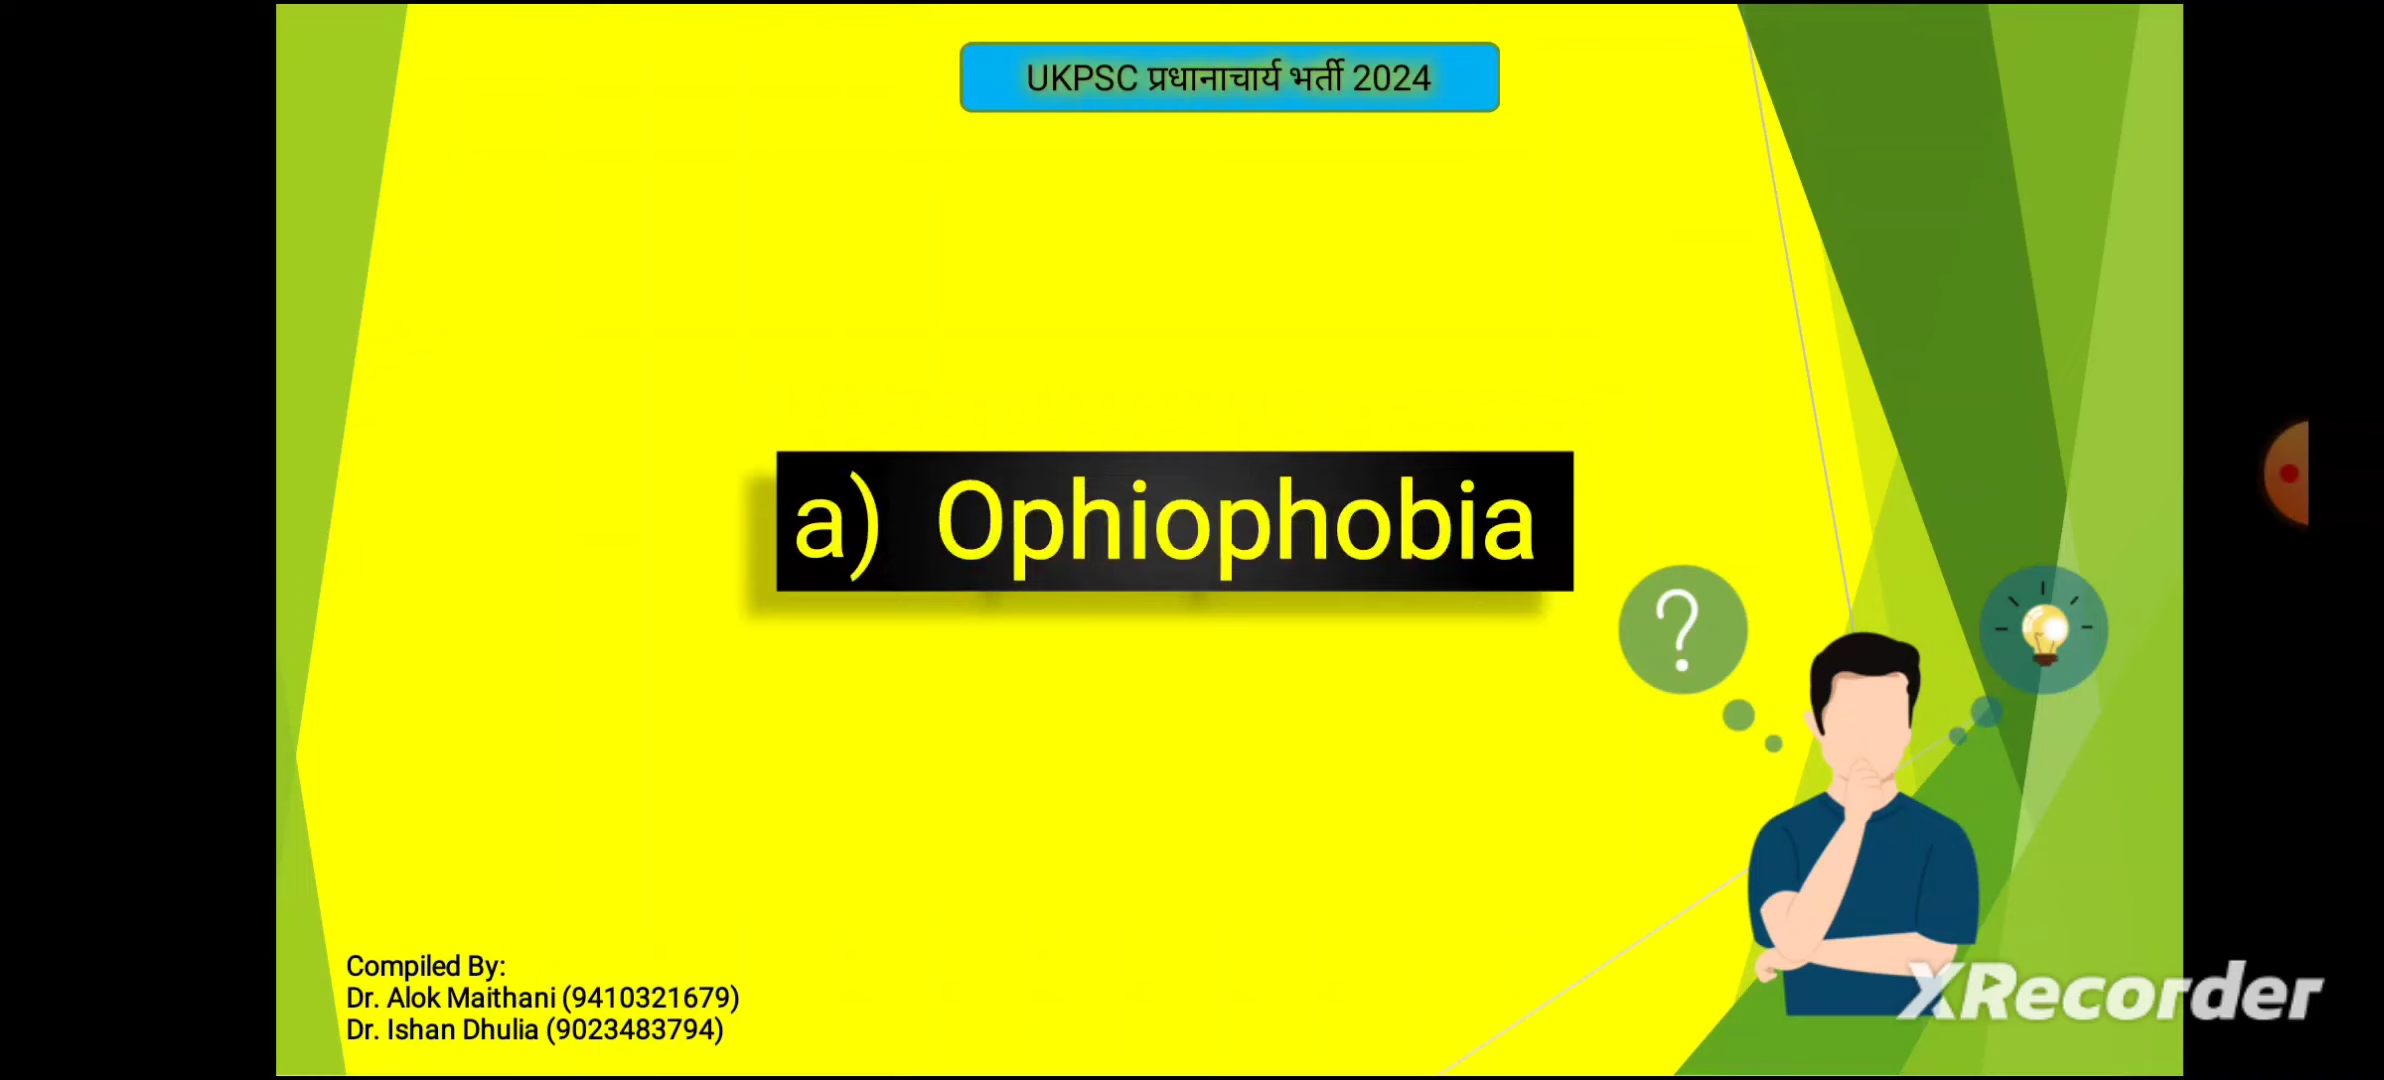 UKPSC प्रधानाचार्य भर्ती 2024
a) Ophiophobia
?
Compiled By:
Dr. Alok Maithani (9410321679)
Dr. Ishan Dhulia (9023483794)
XRecorder